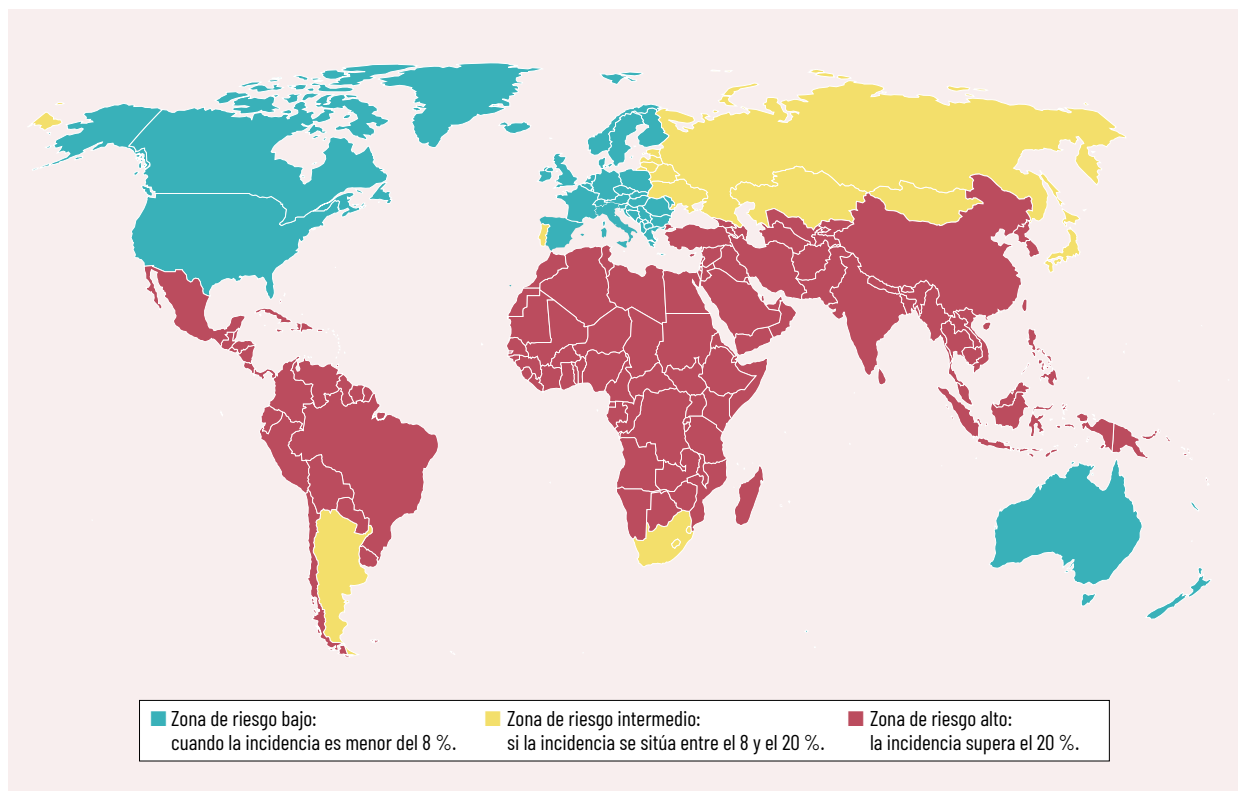 Zona de riesgo bajo:
cuando la incidencia es menor del 8 %.
Zona de riesgo intermedio:
si la incidencia se sitúa entre el 8 y el 20 %.
Zona de riesgo alto:
la incidencia supera el 20 %.